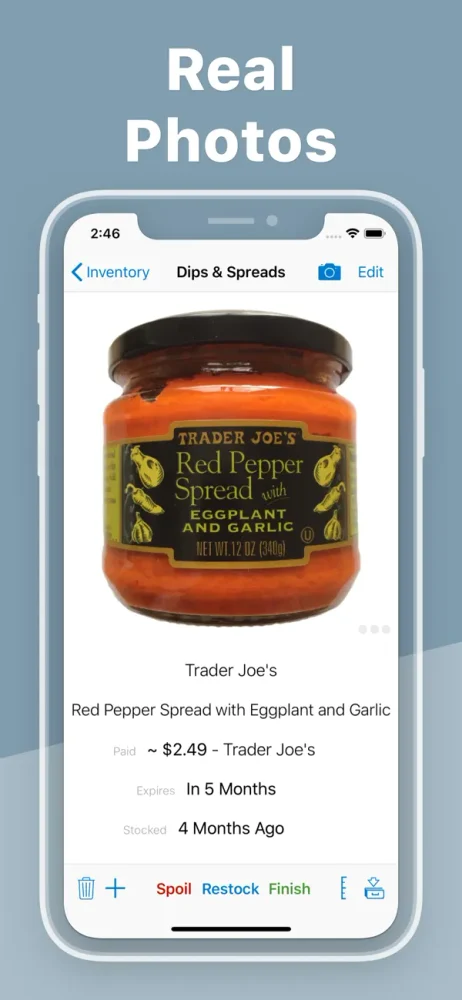 Real
Photos
2:46
Inventory
Dips & Spreads
Edit
TRADER JOE'S
Red Pepper
Spread with
EGGPLANT
AND GARLIC
NET WT.12 OZ (340g)
U
Trader Joe's
Red Pepper Spread with Eggplant and Garlic
Paid ~ $2.49 - Trader Joe's
Expires In 5 Months
Stocked 4 Months Ago
Spoil Restock Finish